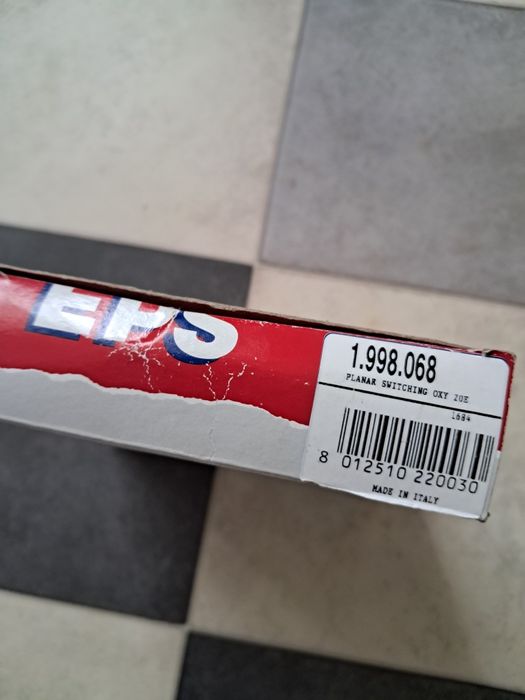 EPS
1.998.068
PLANAR SWITCHING OXY ZOE
1684
8 012510 220030
MADE IN ITALY